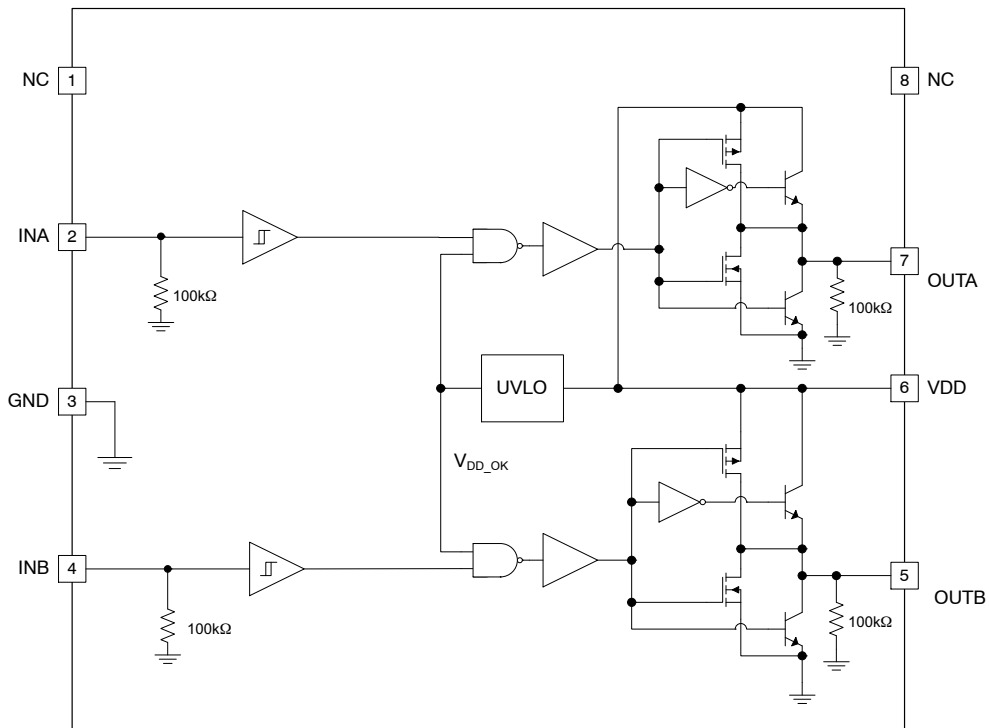 NC 1
8 NC
INA 2
100kΩ
7 OUTA
100kΩ
GND 3
UVLO
6 VDD
V_DD_OK
INB 4
100kΩ
5 OUTB
100kΩ